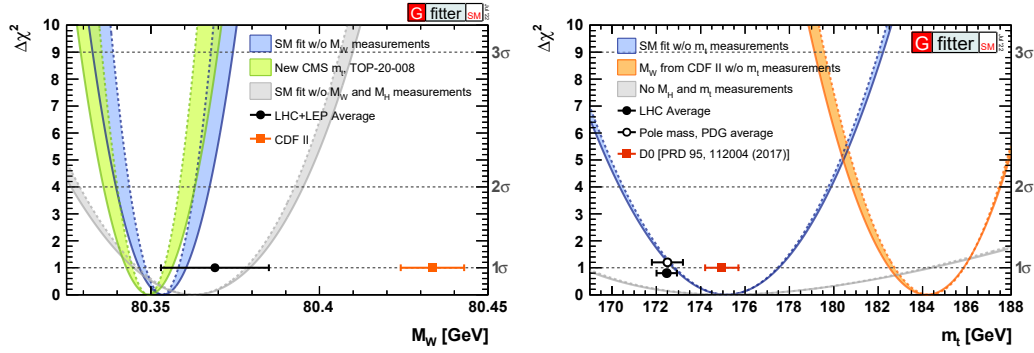 G fitter SM Jul '22
Δχ²
10
9
8
7
6
5
4
3
2
1
0
SM fit w/o M_W measurements
New CMS m_t, TOP-20-008
SM fit w/o M_W and M_H measurements
LHC+LEP Average
CDF II
3σ
2σ
1σ
80.35 80.4 80.45
M_W [GeV]
G fitter SM Jul '22
Δχ²
10
9
8
7
6
5
4
3
2
1
0
SM fit w/o m_t measurements
M_W from CDF II w/o m_t measurements
No M_H and m_t measurements
LHC Average
Pole mass, PDG average
D0 [PRD 95, 112004 (2017)]
3σ
2σ
1σ
170 172 174 176 178 180 182 184 186 188
m_t [GeV]